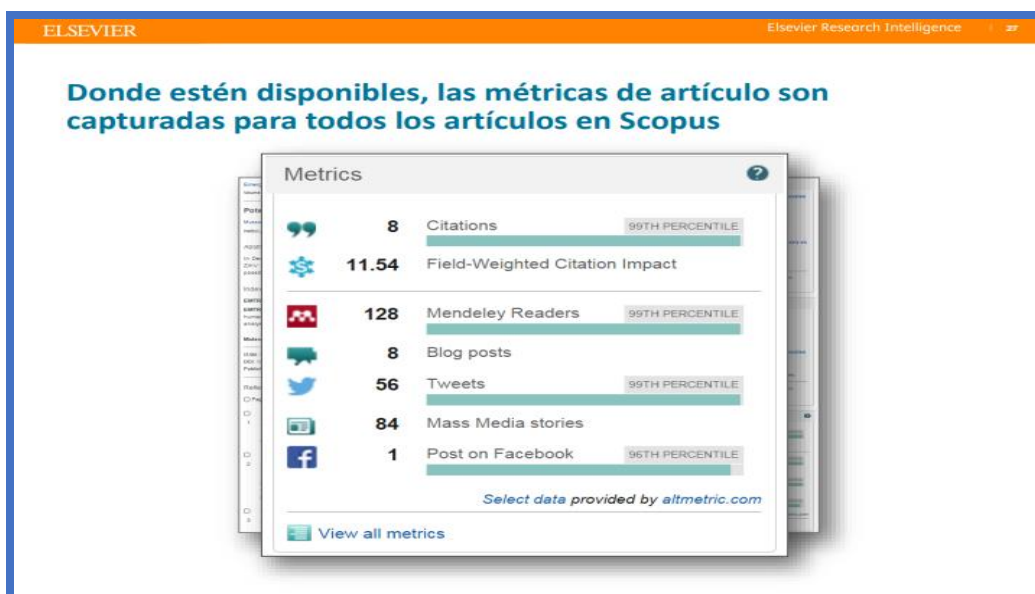 ELSEVIER
Elsevier Research Intelligence | 27
Donde estén disponibles, las métricas de artículo son
capturadas para todos los artículos en Scopus
Metrics ?
8 Citations 99TH PERCENTILE
11.54 Field-Weighted Citation Impact
128 Mendeley Readers 99TH PERCENTILE
8 Blog posts
56 Tweets 99TH PERCENTILE
84 Mass Media stories
1 Post on Facebook 96TH PERCENTILE
Select data provided by altmetric.com
View all metrics